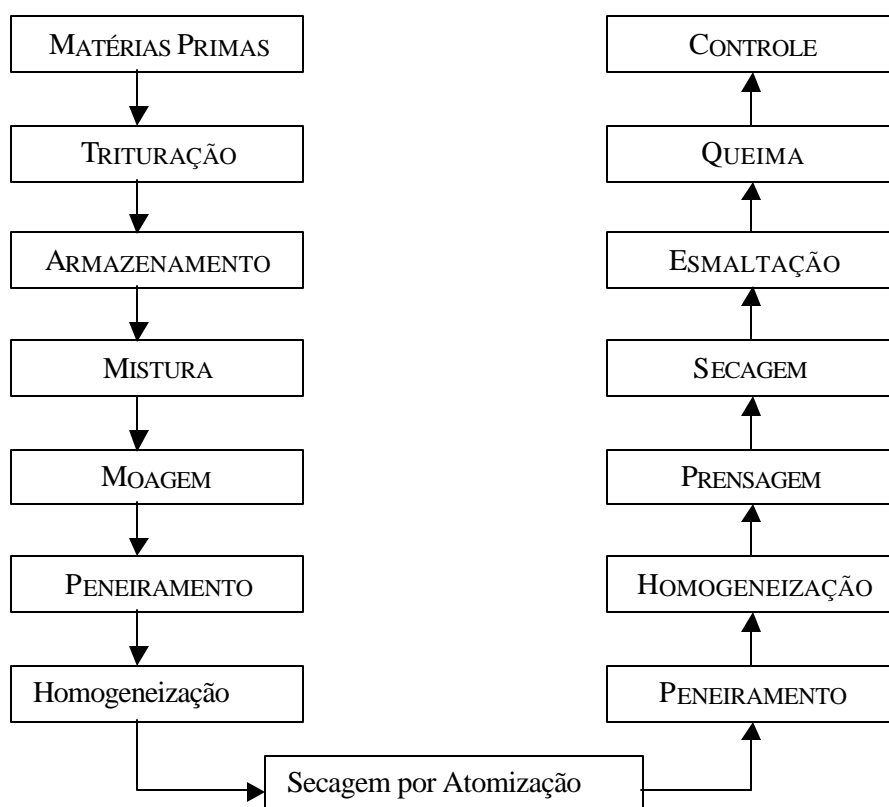 MATÉRIAS PRIMAS
TRITURAÇÃO
ARMAZENAMENTO
MISTURA
MOAGEM
PENEIRAMENTO
Homogeneização
Secagem por Atomização
PENEIRAMENTO
HOMOGENEIZAÇÃO
PRENSAGEM
SECAGEM
ESMALTAÇÃO
QUEIMA
CONTROLE